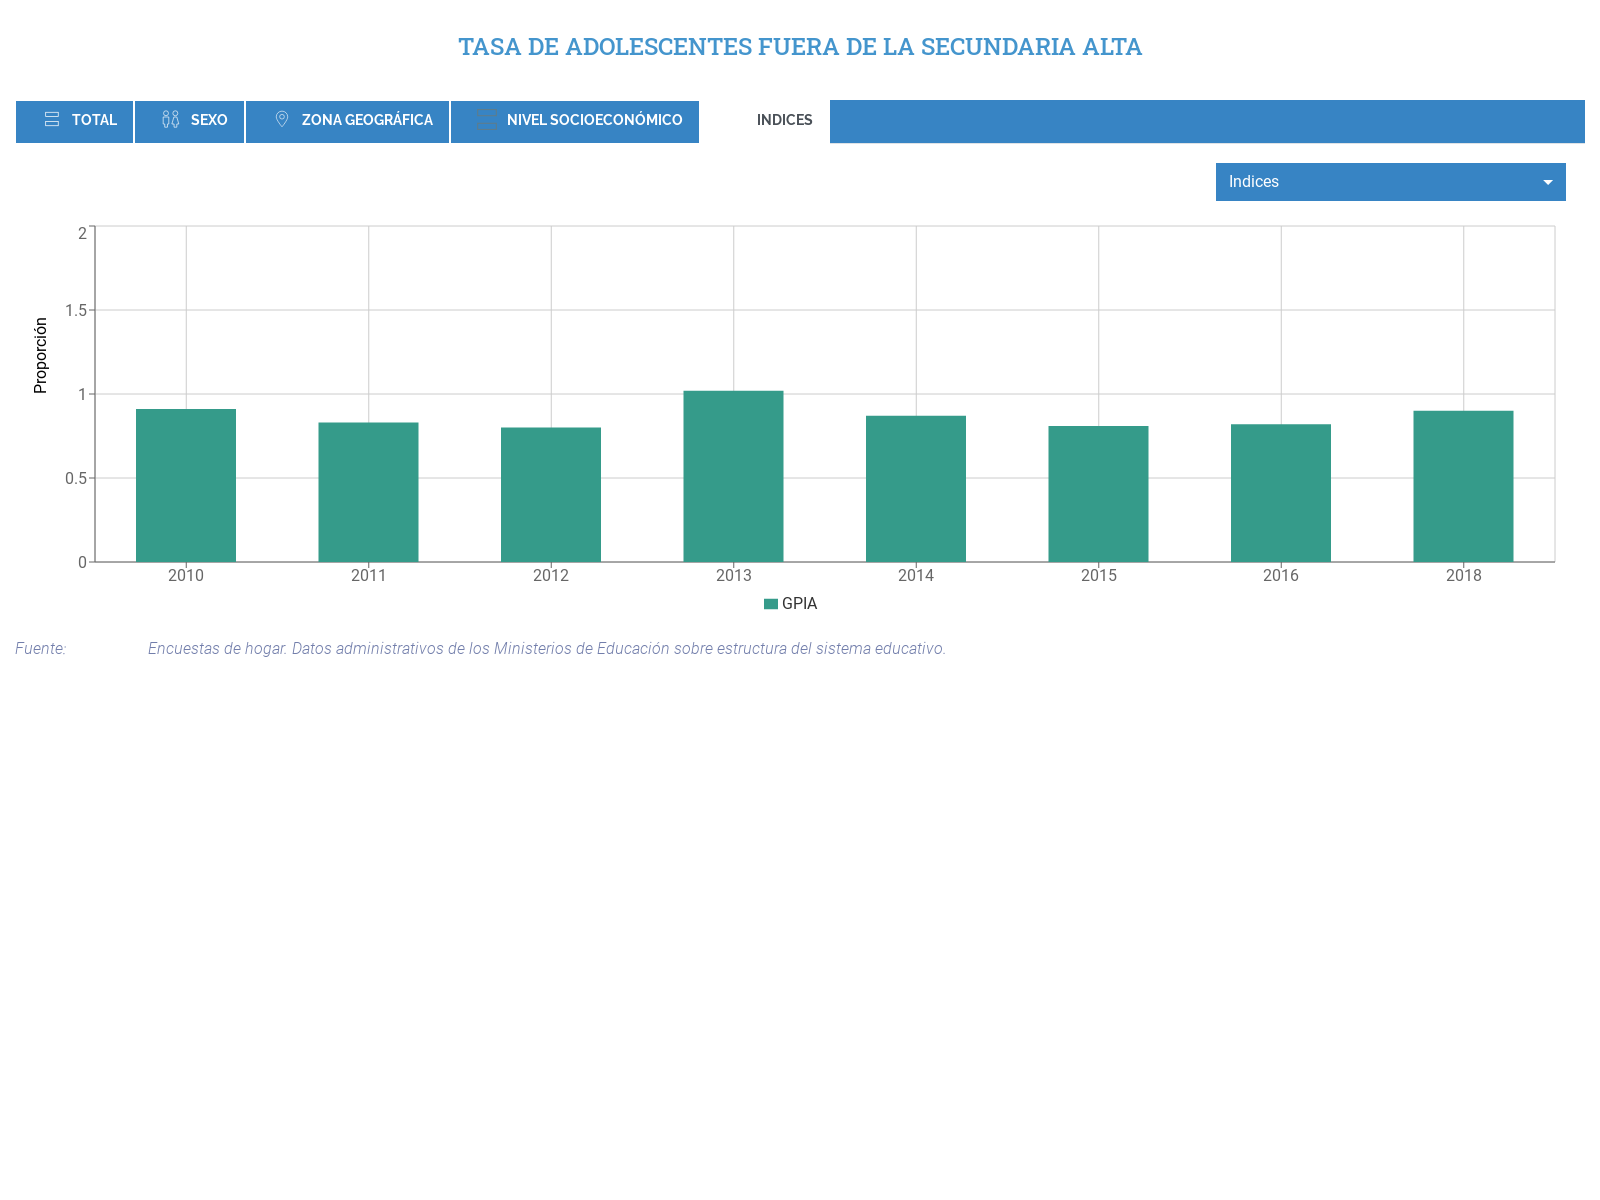 TASA DE ADOLESCENTES FUERA DE LA SECUNDARIA ALTA
TOTAL SEXO ZONA GEOGRÁFICA NIVEL SOCIOECONÓMICO INDICES
Indices
Proporción
2
1.5
1
0.5
0
2010 2011 2012 2013 2014 2015 2016 2018
GPIA
Fuente: Encuestas de hogar. Datos administrativos de los Ministerios de Educación sobre estructura del sistema educativo.